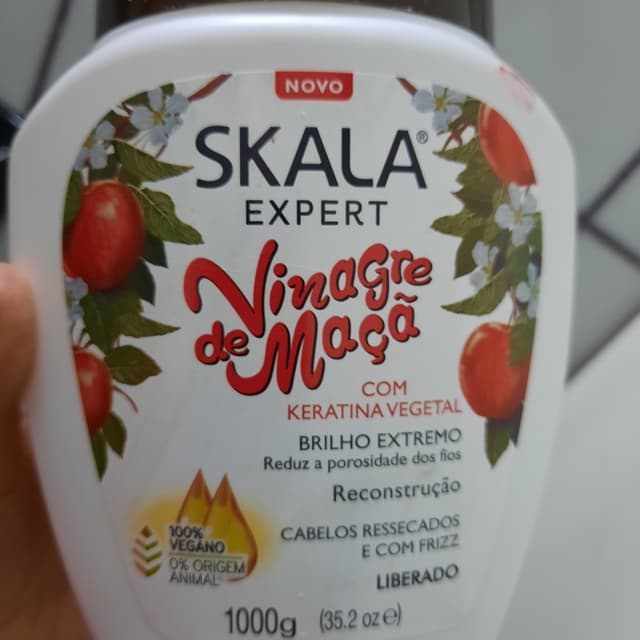 NOVO
SKALA®
EXPERT
Vinagre
de Maçã
COM
KERATINA VEGETAL
BRILHO EXTREMO
Reduz a porosidade dos fios
Reconstrução
CABELOS RESSECADOS
E COM FRIZZ
LIBERADO
100%
VEGANO
0% ORIGEM
ANIMAL
1000g (35.2 oz e)